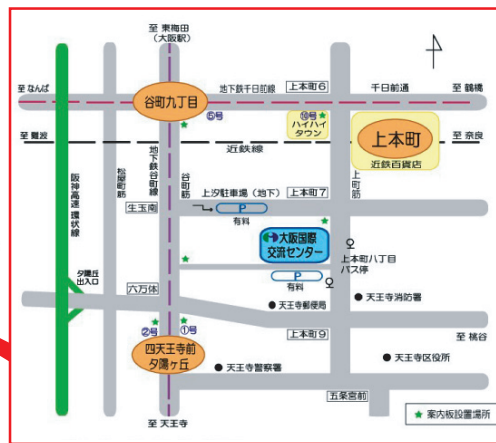 至 東梅田
(大阪駅)
至 なんば
谷町九丁目
地下鉄千日前線
上本町6
千日前通
至 鶴橋
⑤号
⑩号
ハイハイ
タウン
上本町
近鉄百貨店
至 難波
近鉄線
至 奈良
阪神高速 環状線
松屋町筋
地下鉄谷町線
谷町筋
上町筋
上汐駐車場(地下)
上本町7
生玉南
P
有料
大阪国際
交流センター
上本町八丁目
バス停
P
有料
夕陽丘
出入口
六万体
天王寺郵便局
天王寺消防署
②号
①号
上本町9
至 桃谷
四天王寺前
夕陽ヶ丘
天王寺警察署
天王寺区役所
五条宮前
至 天王寺
★ 案内板設置場所